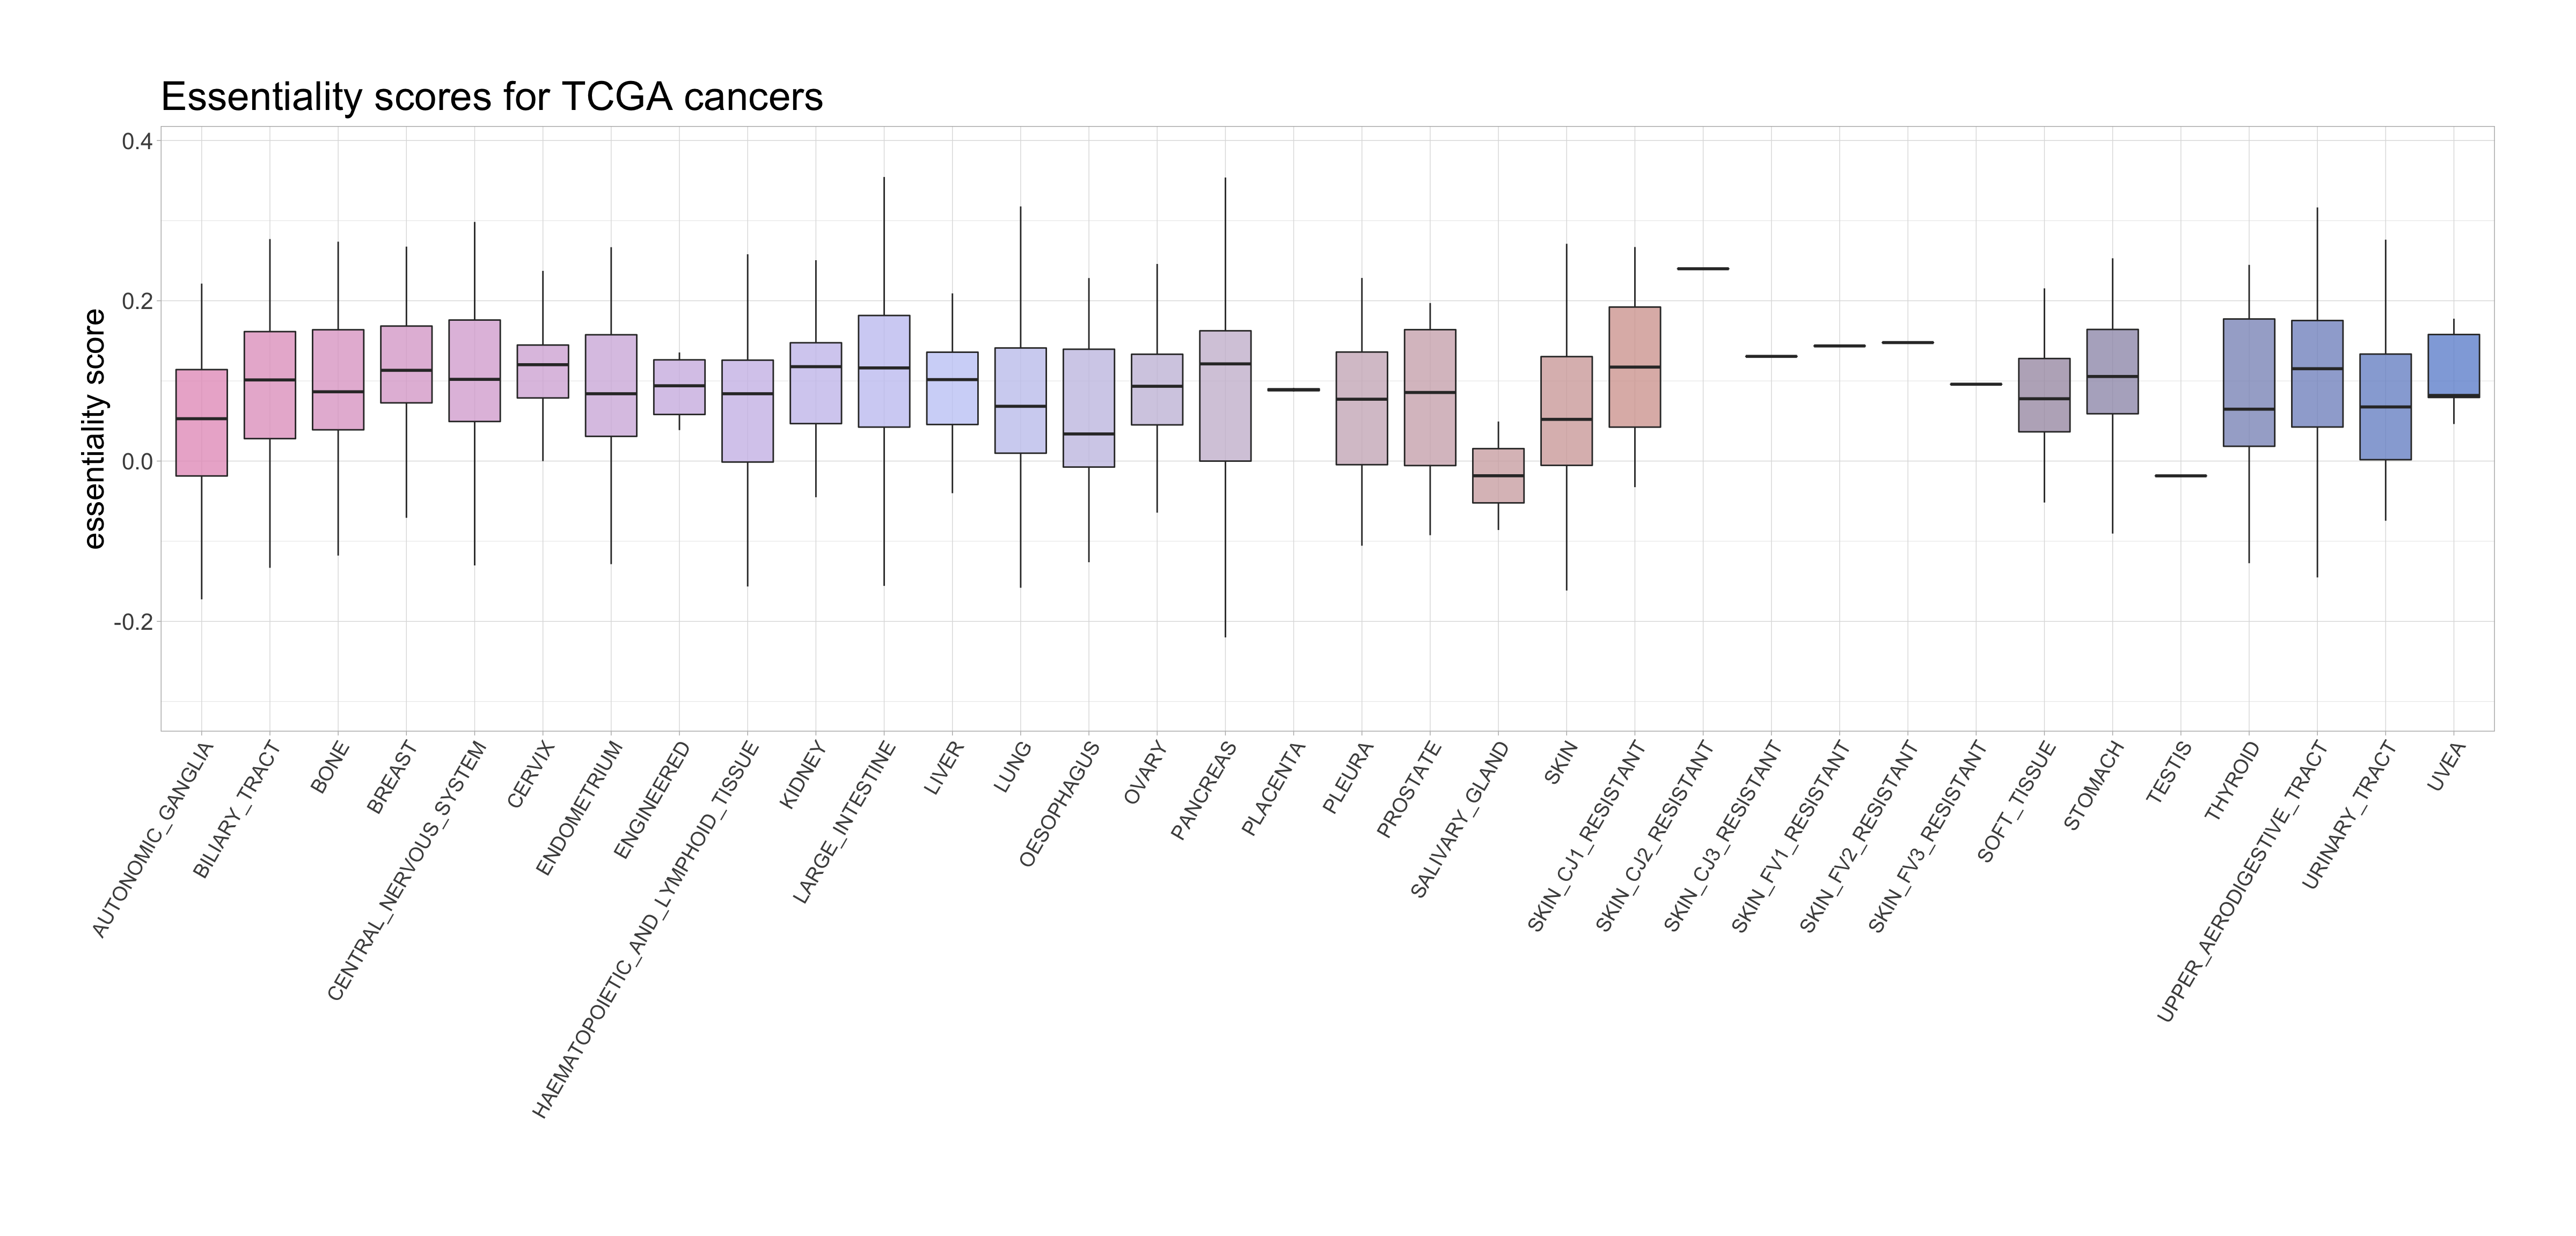 Essentiality scores for TCGA cancers
essentiality score
0.4
0.2
0.0
-0.2
AUTONOMIC_GANGLIA
BILIARY_TRACT
BONE
BREAST
CENTRAL_NERVOUS_SYSTEM
CERVIX
ENDOMETRIUM
ENGINEERED
HAEMATOPOIETIC_AND_LYMPHOID_TISSUE
KIDNEY
LARGE_INTESTINE
LIVER
LUNG
OESOPHAGUS
OVARY
PANCREAS
PLACENTA
PLEURA
PROSTATE
SALIVARY_GLAND
SKIN
SKIN_CJ1_RESISTANT
SKIN_CJ2_RESISTANT
SKIN_CJ3_RESISTANT
SKIN_FV1_RESISTANT
SKIN_FV2_RESISTANT
SKIN_FV3_RESISTANT
SOFT_TISSUE
STOMACH
TESTIS
THYROID
UPPER_AERODIGESTIVE_TRACT
URINARY_TRACT
UVEA